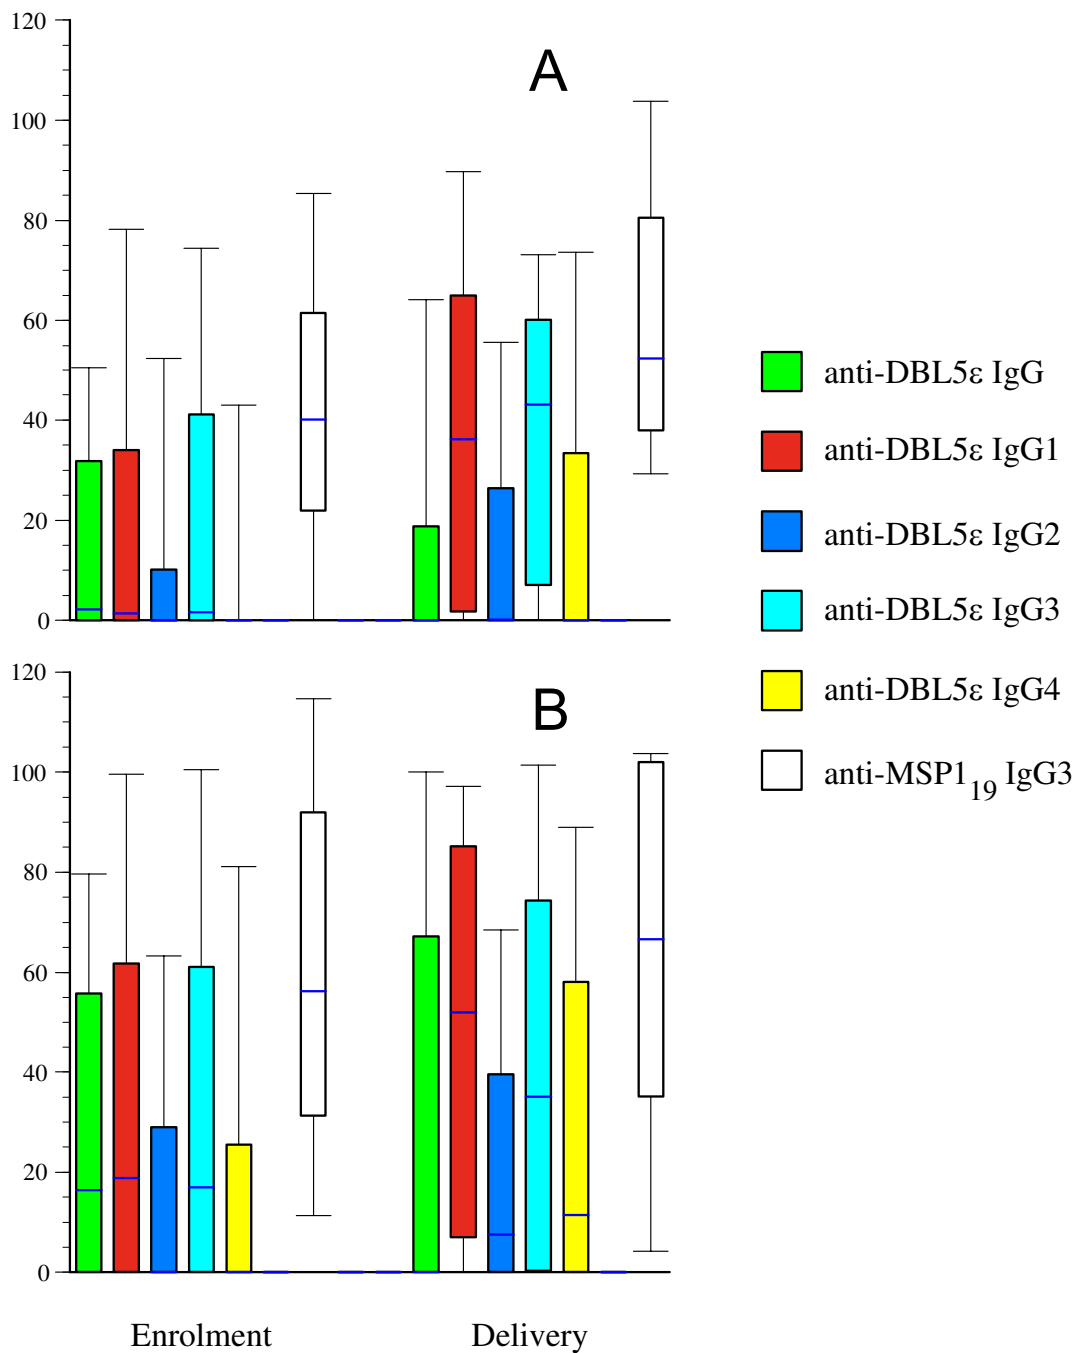 120
A
100
80
60
40
20
0
anti-DBL5ε IgG
anti-DBL5ε IgG1
anti-DBL5ε IgG2
anti-DBL5ε IgG3
anti-DBL5ε IgG4
anti-MSP119 IgG3
120
B
100
80
60
40
20
0
Enrolment Delivery